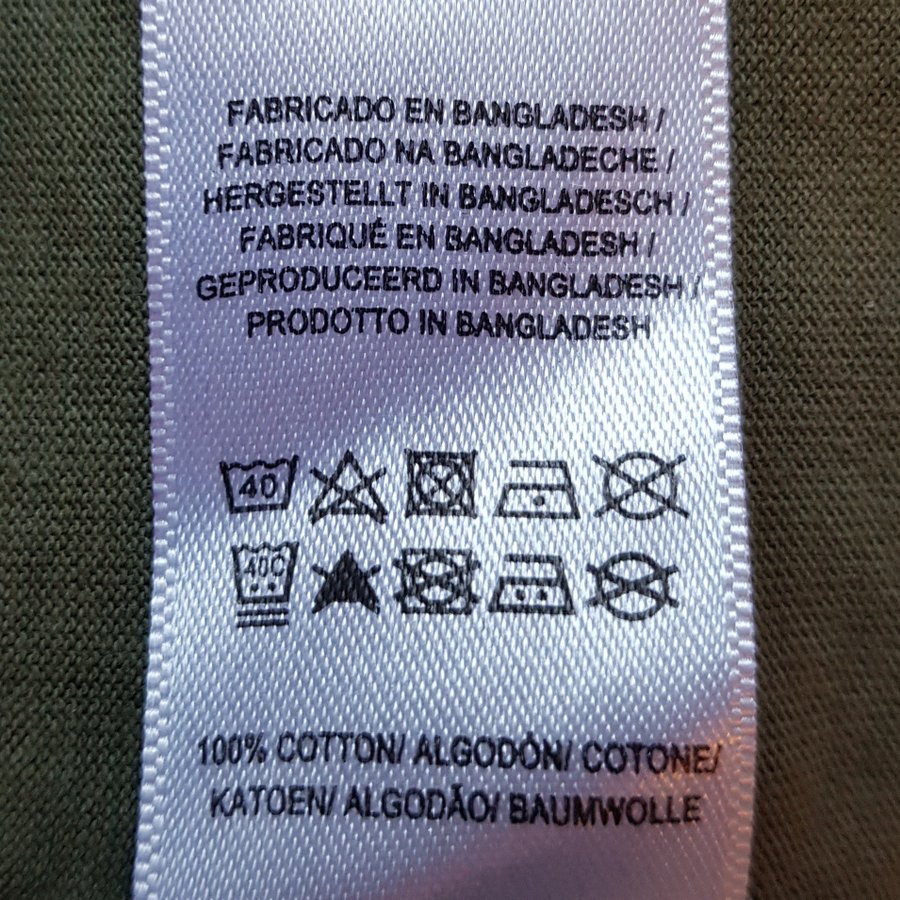 FABRICADO EN BANGLADESH /
FABRICADO NA BANGLADECHE /
HERGESTELLT IN BANGLADESCH /
FABRIQUÉ EN BANGLADESH /
GEPRODUCEERD IN BANGLADESH /
PRODOTTO IN BANGLADESH
40
40C
100% COTTON/ ALGODÓN/ COTONE/
KATOEN/ ALGODÃO/ BAUMWOLLE